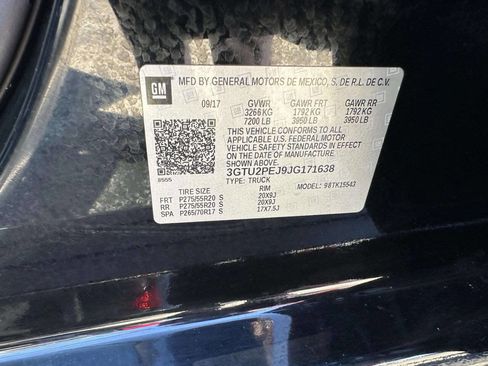 GM
MFD BY GENERAL MOTORS DE MEXICO, S. DE R.L. DE C.V.
09/17 GVWR GAWR FRT GAWR RR
3266 KG 1792 KG 1792 KG
7200 LB 3950 LB 3950 LB
THIS VEHICLE CONFORMS TO ALL
APPLICABLE U.S. FEDERAL MOTOR
VEHICLE SAFETY STANDARDS IN EFFECT
ON THE DATE OF MANUFACTURE
SHOWN ABOVE.
3GTU2PEJ9JG171638
8555 TYPE: TRUCK
TIRE SIZE RIM MODEL: 98TK15543
FRT P275/55R20 S 20X9J
RR P275/55R20 S 20X9J
SPA P265/70R17 S 17X7.5J